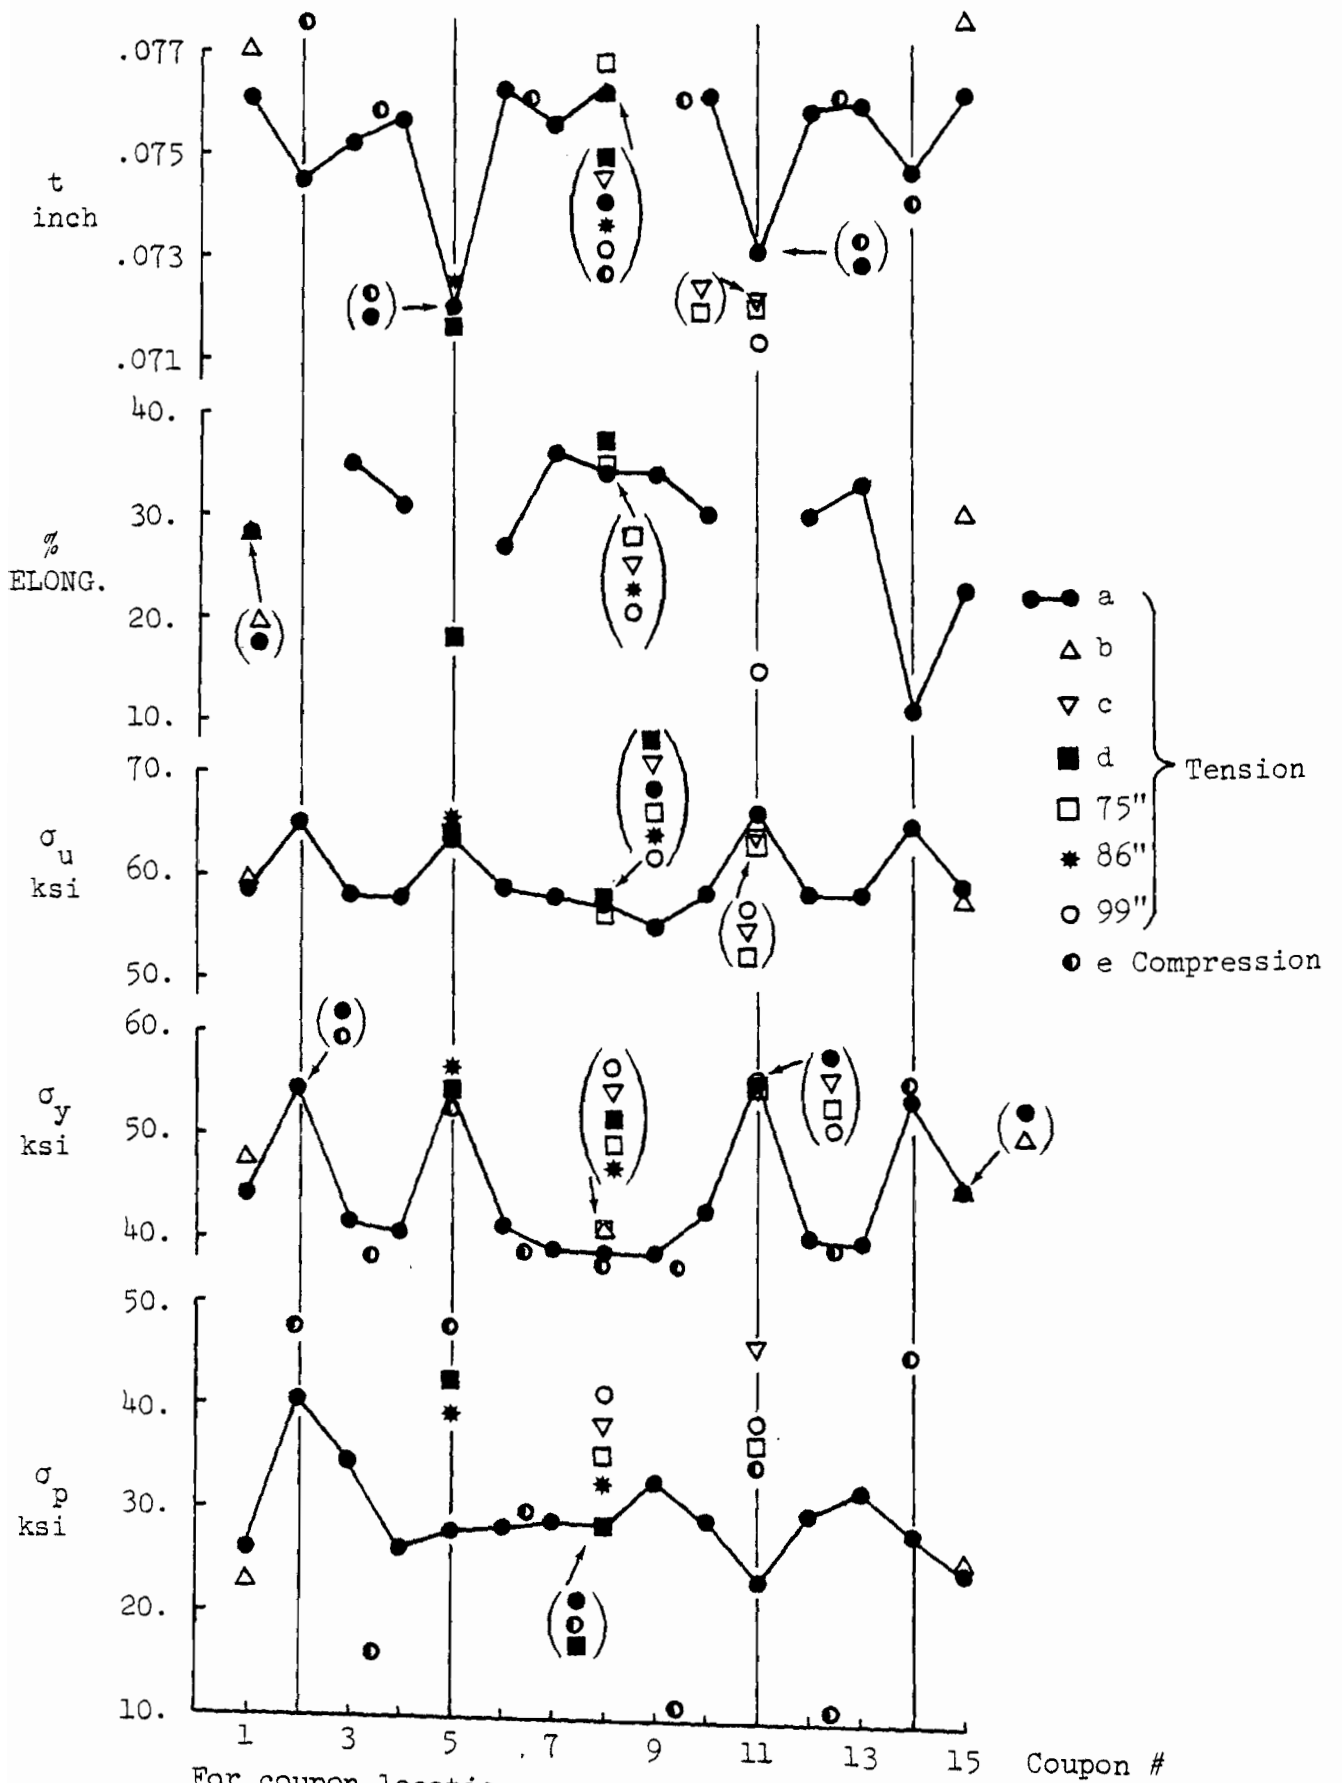 .077
.075
t
inch
.073
.071
40.
30.
%
ELONG.
20.
10.
70.
σu
ksi
60.
50.
60.
σy
ksi
50.
40.
50.
40.
σp
ksi
30.
20.
10.
a
b
c
d
75"
86"
99"
Tension
e Compression
1 3 5 7 9 11 13 15 Coupon #
For coupon